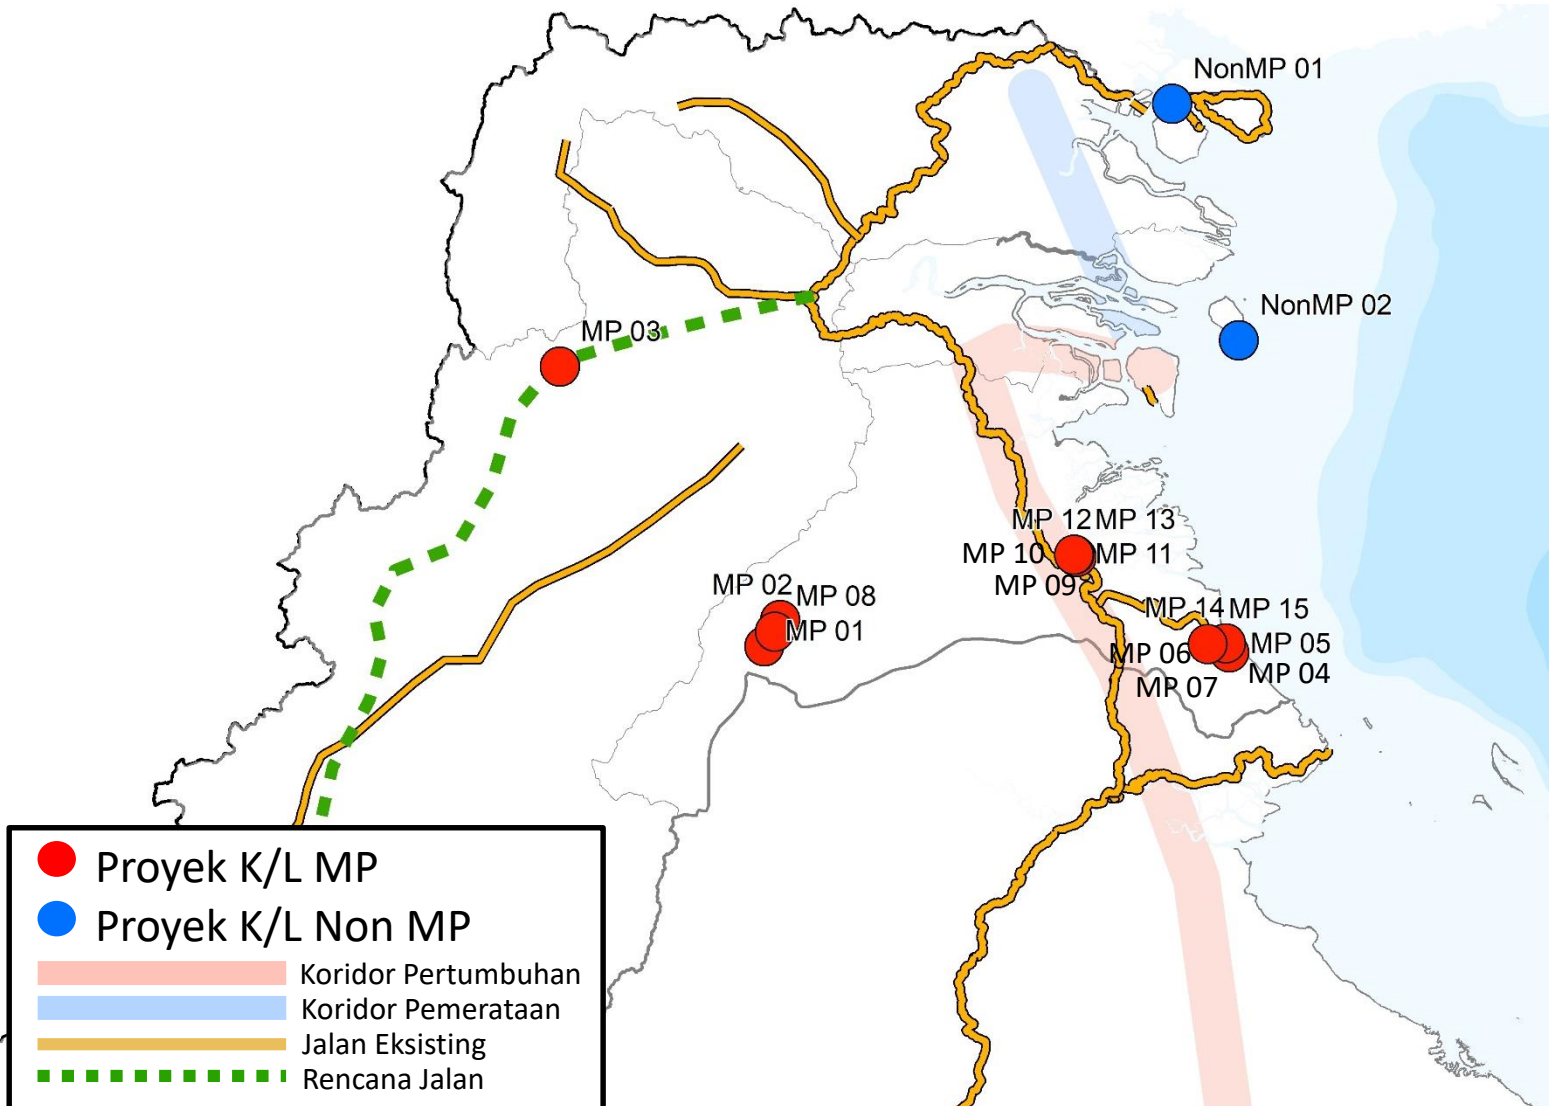 NonMP 01
NonMP 02
MP 03
MP 12 MP 13
MP 10 MP 11
MP 09
MP 02 MP 08
MP 01
MP 14 MP 15
MP 06 MP 05
MP 07 MP 04
Proyek K/L MP
Proyek K/L Non MP
Koridor Pertumbuhan
Koridor Pemerataan
Jalan Eksisting
Rencana Jalan